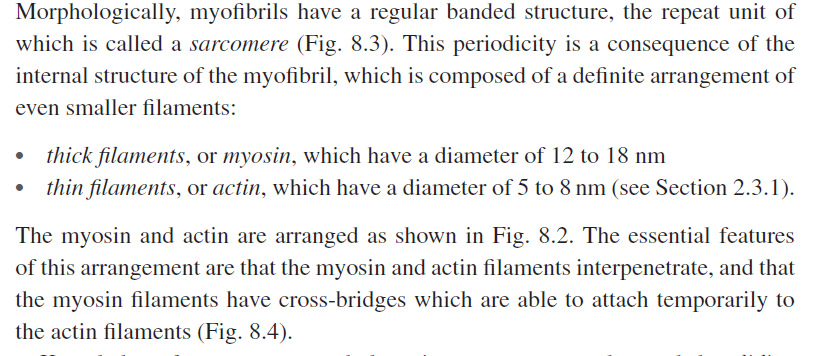 Morphologically, myofibrils have a regular banded structure, the repeat unit of
which is called a sarcomere (Fig. 8.3). This periodicity is a consequence of the
internal structure of the myofibril, which is composed of a definite arrangement of
even smaller filaments:
• thick filaments, or myosin, which have a diameter of 12 to 18 nm
• thin filaments, or actin, which have a diameter of 5 to 8 nm (see Section 2.3.1).
The myosin and actin are arranged as shown in Fig. 8.2. The essential features
of this arrangement are that the myosin and actin filaments interpenetrate, and that
the myosin filaments have cross-bridges which are able to attach temporarily to
the actin filaments (Fig. 8.4).